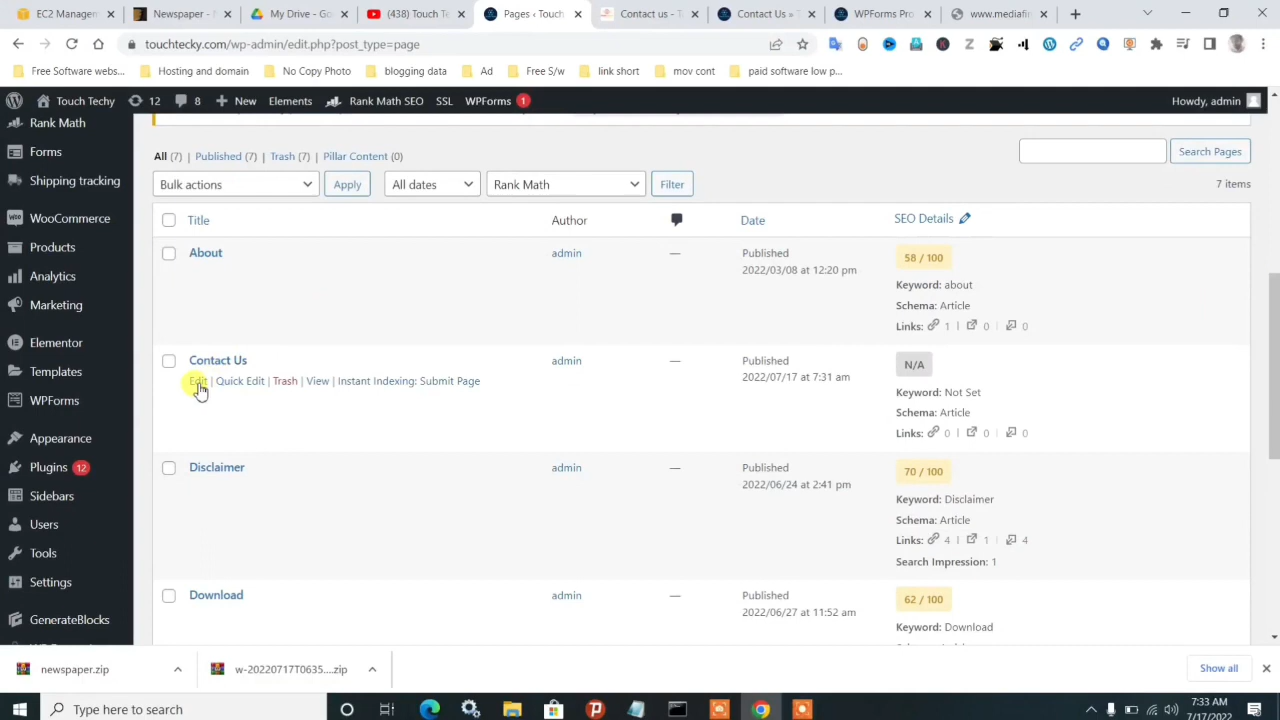 EC2 Manage
Newspaper -
My Drive - Go
(438) Touch Te
Pages ‹ Touch
Contact us - T
Contact Us » T
WPForms Pro
www.mediafir
touchtecky.com/wp-admin/edit.php?post_type=page
Free Software webs...
Hosting and domain
No Copy Photo
blogging data
Ad
Free S/w
link short
mov cont
paid software low p...
Touch Techy
12
8
+ New
Elements
Rank Math SEO
SSL
WPForms 1
Howdy, admin
Rank Math
Forms
Shipping tracking
WooCommerce
Products
Analytics
Marketing
Elementor
Templates
WPForms
Appearance
Plugins 12
Sidebars
Users
Tools
Settings
GenerateBlocks
All (7) | Published (7) | Trash (7) | Pillar Content (0)
Search Pages
Bulk actions
Apply
All dates
Rank Math
Filter
7 items
Title
Author
Date
SEO Details
About
admin
—
Published
2022/03/08 at 12:20 pm
58 / 100
Keyword: about
Schema: Article
Links: 1 | 0 | 0
Contact Us
Edit | Quick Edit | Trash | View | Instant Indexing: Submit Page
admin
—
Published
2022/07/17 at 7:31 am
N/A
Keyword: Not Set
Schema: Article
Links: 0 | 0 | 0
Disclaimer
admin
—
Published
2022/06/24 at 2:41 pm
70 / 100
Keyword: Disclaimer
Schema: Article
Links: 4 | 1 | 4
Search Impression: 1
Download
admin
—
Published
2022/06/27 at 11:52 am
62 / 100
Keyword: Download
newspaper.zip
w-20220717T0635....zip
Show all
Type here to search
7:33 AM
7/17/2022